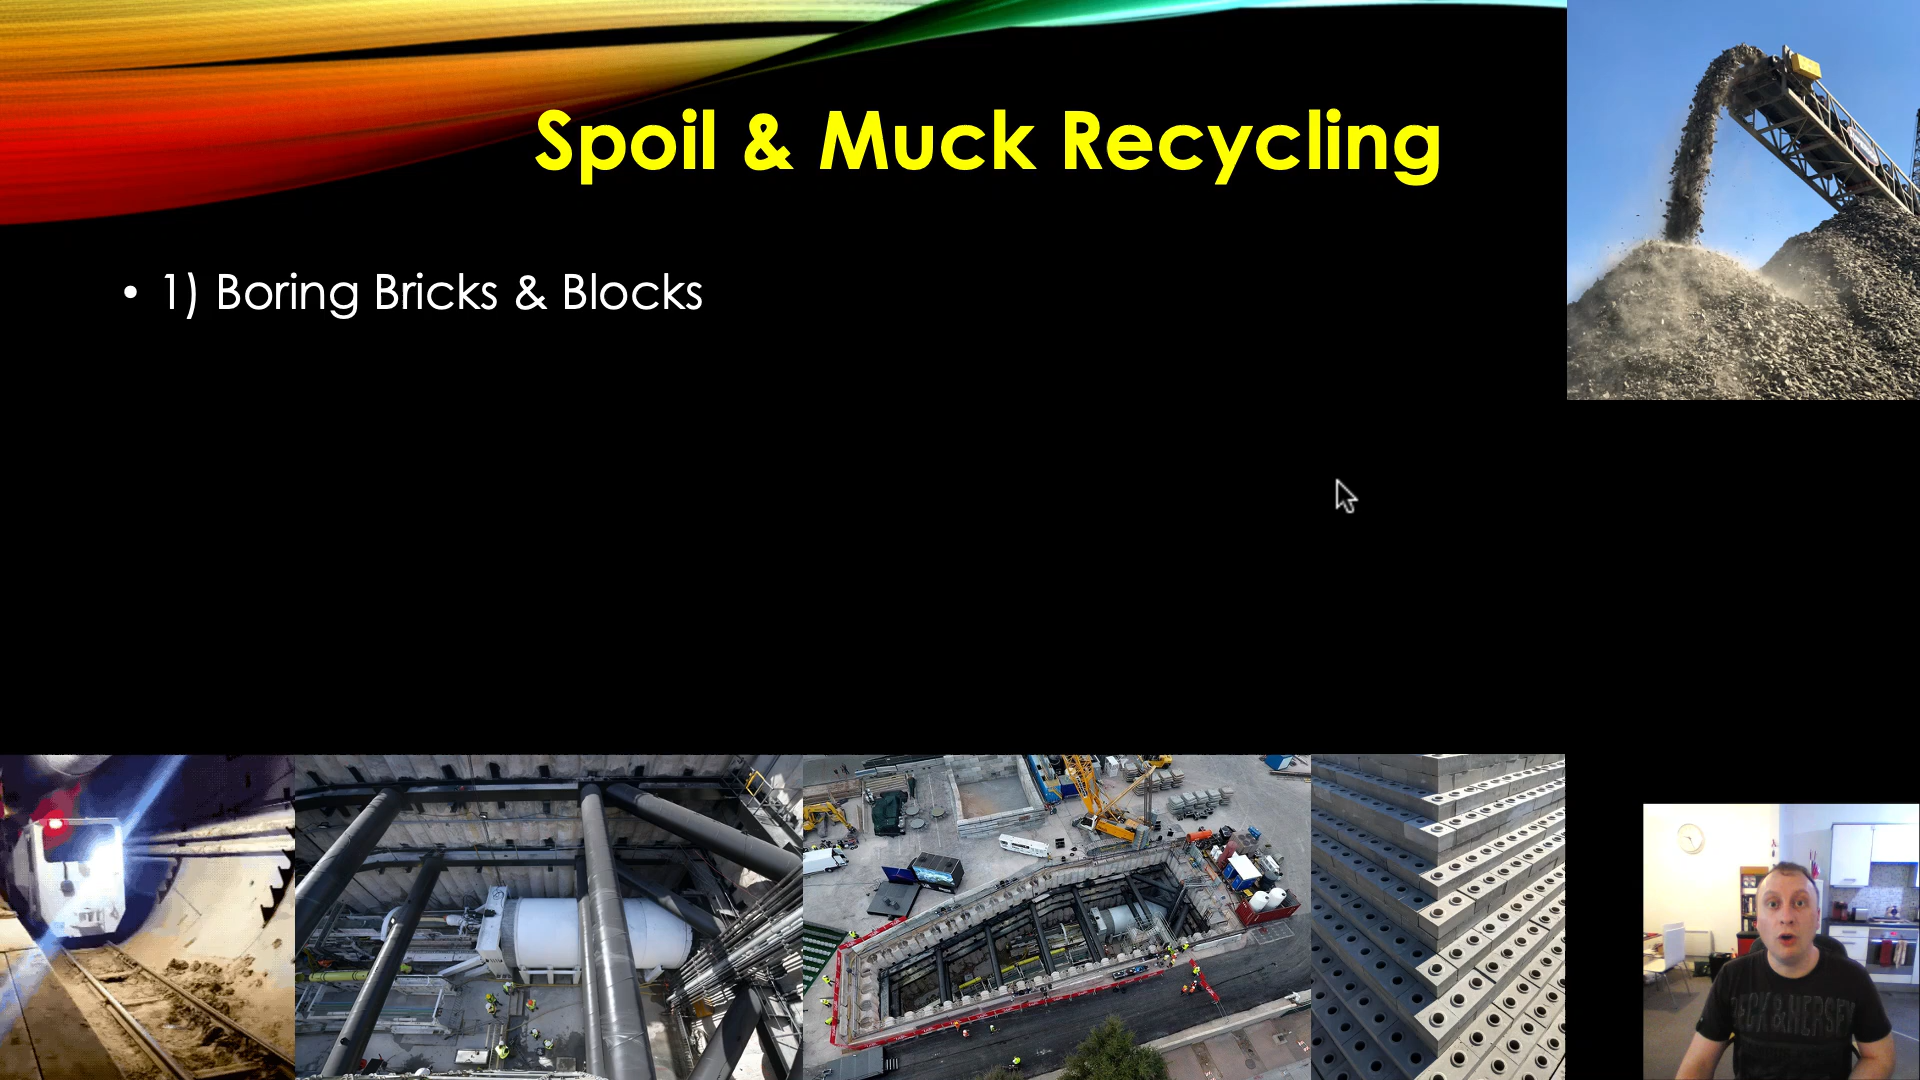 Spoil & Muck Recycling
• 1) Boring Bricks & Blocks